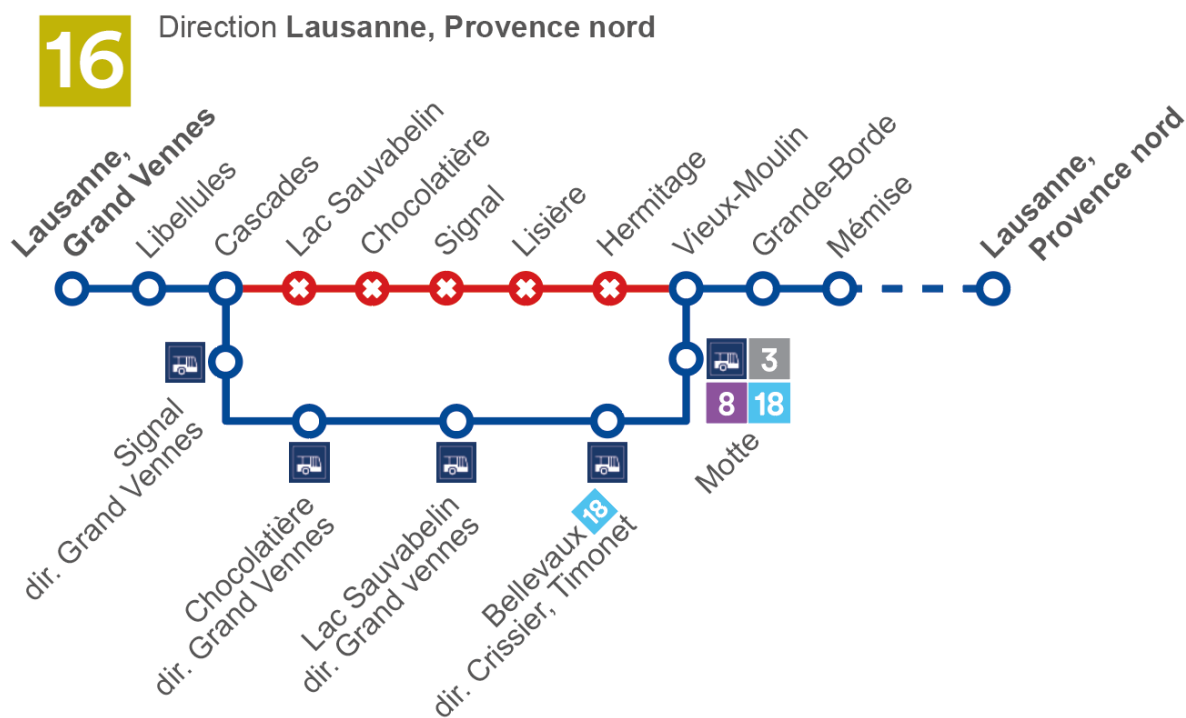 16
Direction Lausanne, Provence nord
Lausanne,
Grand Vennes
Libellules
Cascades
Lac Sauvabelin
Chocolatière
Signal
Lisière
Hermitage
Vieux-Moulin
Grande-Borde
Mémise
Lausanne,
Provence nord
Signal
dir. Grand Vennes
Chocolatière
dir. Grand Vennes
Lac Sauvabelin
dir. Grand vennes
Bellevaux 18
dir. Crissier, Timonet
3
8 18
Motte